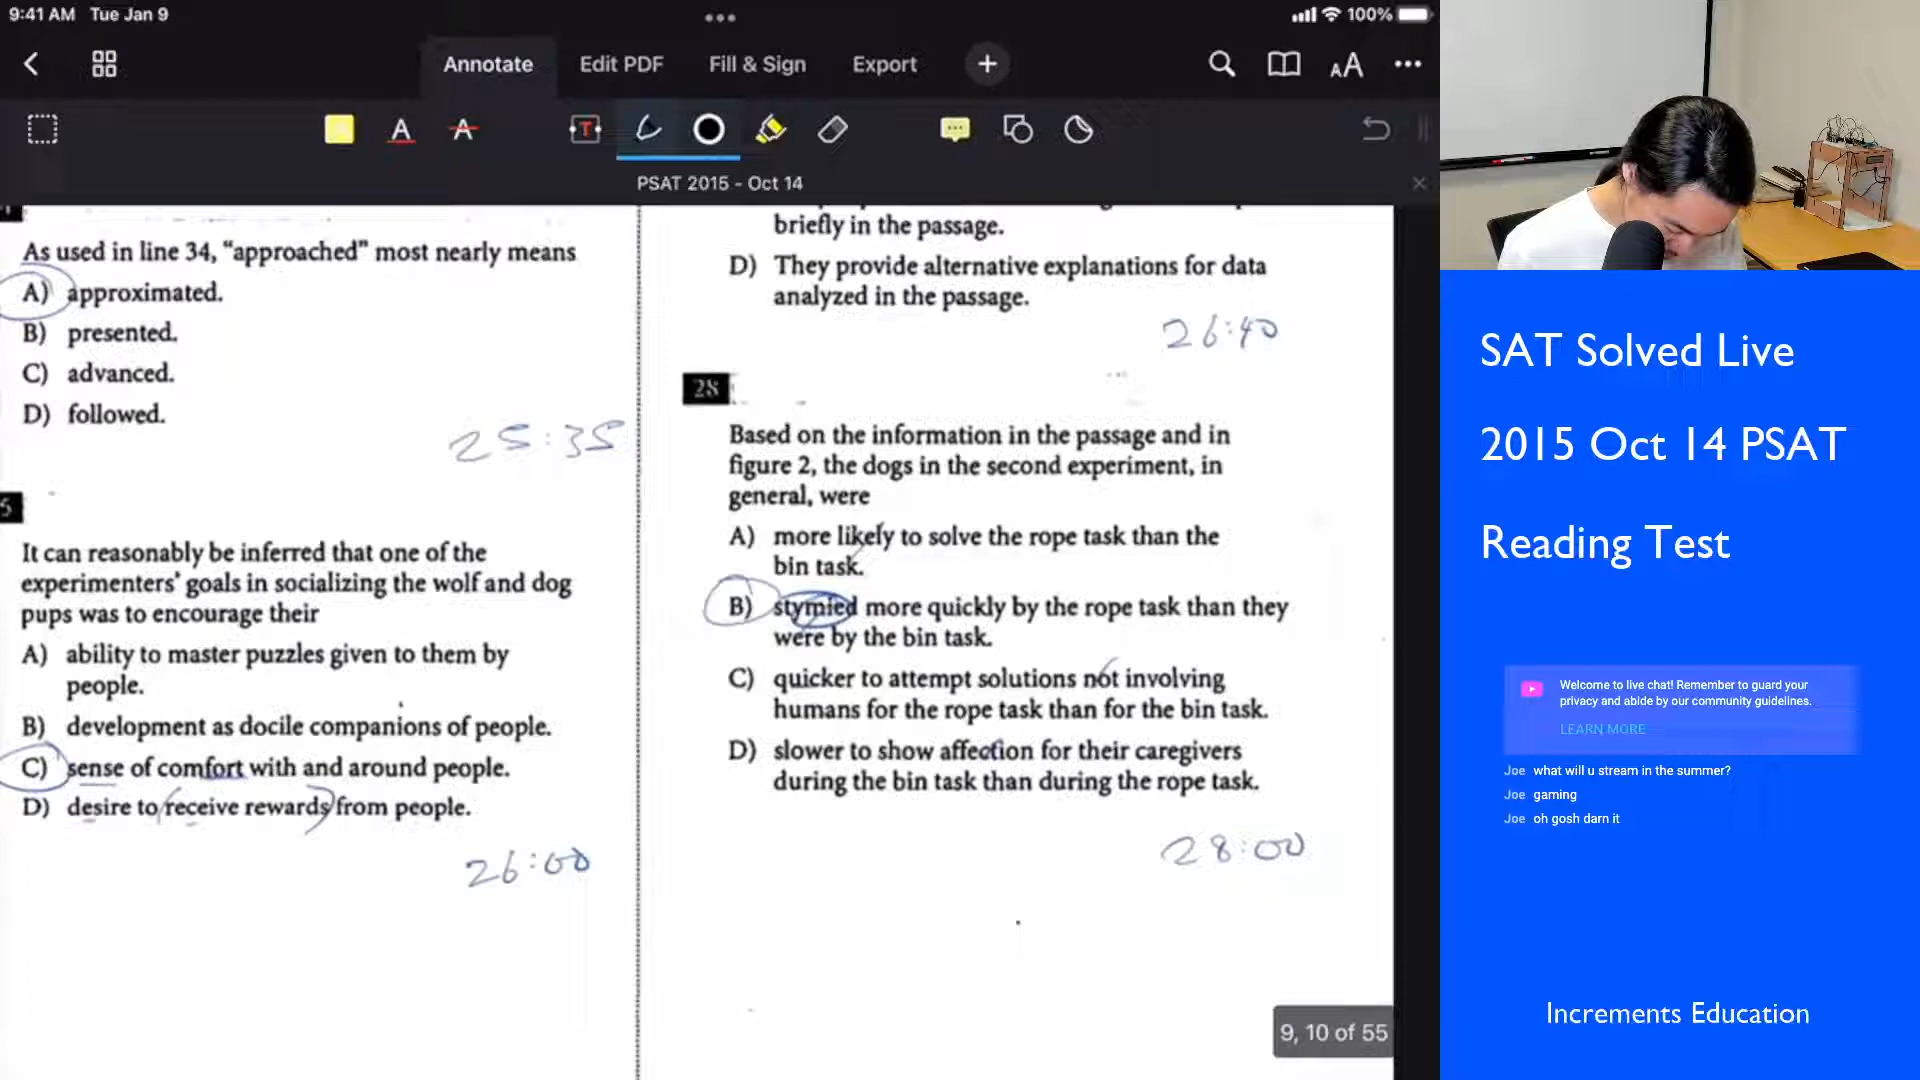 9:41 AM Tue Jan 9
100%
Annotate
Edit PDF
Fill & Sign
Export
PSAT 2015 - Oct 14
As used in line 34, “approached” most nearly means
A) approximated.
B) presented.
C) advanced.
D) followed.
25:35
5
It can reasonably be inferred that one of the
experimenters’ goals in socializing the wolf and dog
pups was to encourage their
A) ability to master puzzles given to them by
people.
B) development as docile companions of people.
C) sense of comfort with and around people.
D) desire to receive rewards from people.
26:00
briefly in the passage.
D) They provide alternative explanations for data
analyzed in the passage.
26:40
28
Based on the information in the passage and in
figure 2, the dogs in the second experiment, in
general, were
A) more likely to solve the rope task than the
bin task.
B) stymied more quickly by the rope task than they
were by the bin task.
C) quicker to attempt solutions not involving
humans for the rope task than for the bin task.
D) slower to show affection for their caregivers
during the bin task than during the rope task.
28:00
9, 10 of 55
SAT Solved Live
2015 Oct 14 PSAT
Reading Test
Welcome to live chat! Remember to guard your
privacy and abide by our community guidelines.
LEARN MORE
Joe what will u stream in the summer?
Joe gaming
Joe oh gosh darn it
Increments Education